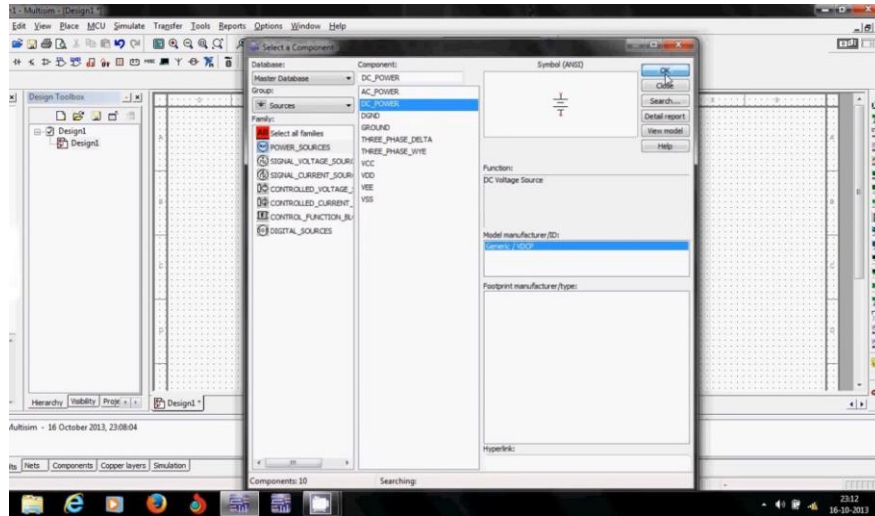 Multisim - [Design1 *]
Edit View Place MCU Simulate Transfer Tools Reports Options Window Help
Design Toolbox
Design1
Design1
Hierarchy Visibility
Design1 *
Multisim - 16 October 2013, 23:08:04
Nets Components Copper layers Simulation
Select a Component
Database:
Master Database
Group:
Sources
Family:
Select all families
POWER_SOURCES
SIGNAL_VOLTAGE_SOUR
SIGNAL_CURRENT_SOUR
CONTROLLED_VOLTAGE_
CONTROLLED_CURRENT_
CONTROL_FUNCTION_BL
DIGITAL_SOURCES
Component:
DC_POWER
AC_POWER
DC_POWER
DGND
GROUND
THREE_PHASE_DELTA
THREE_PHASE_WYE
VCC
VDD
VEE
VSS
Symbol (ANSI)
OK
Close
Search...
Detail report
View model
Help
Function:
DC Voltage Source
Model manufacturer/ID:
Generic / VDCP
Footprint manufacturer/type:
Hyperlink:
Components: 10
Searching:
23:12
16-10-2013